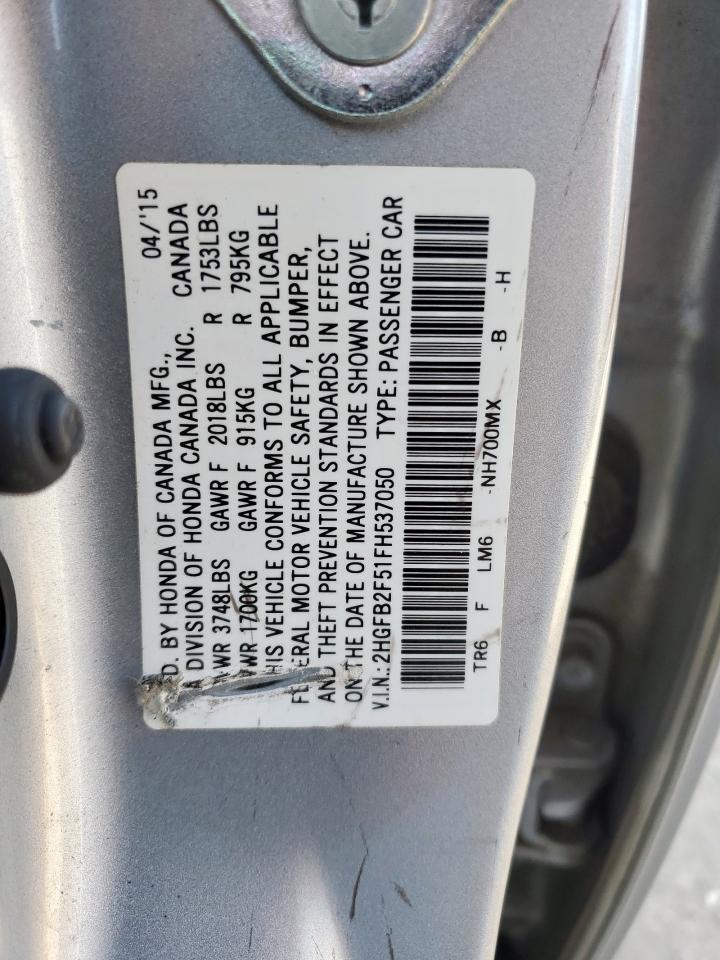 D. BY HONDA OF CANADA MFG., 04/'15
A DIVISION OF HONDA CANADA INC. CANADA
WR 3748LBS GAWR F 2018LBS R 1753LBS
WR 1700KG GAWR F 915KG R 795KG
HIS VEHICLE CONFORMS TO ALL APPLICABLE
MOTOR VEHICLE SAFETY, BUMPER,
AND THEFT PREVENTION STANDARDS IN EFFECT
ON THE DATE OF MANUFACTURE SHOWN ABOVE.
V.I.N.: 2HGFB2F51FH537050 TYPE: PASSENGER CAR
TR6 F LM6 -NH700MX -B -H